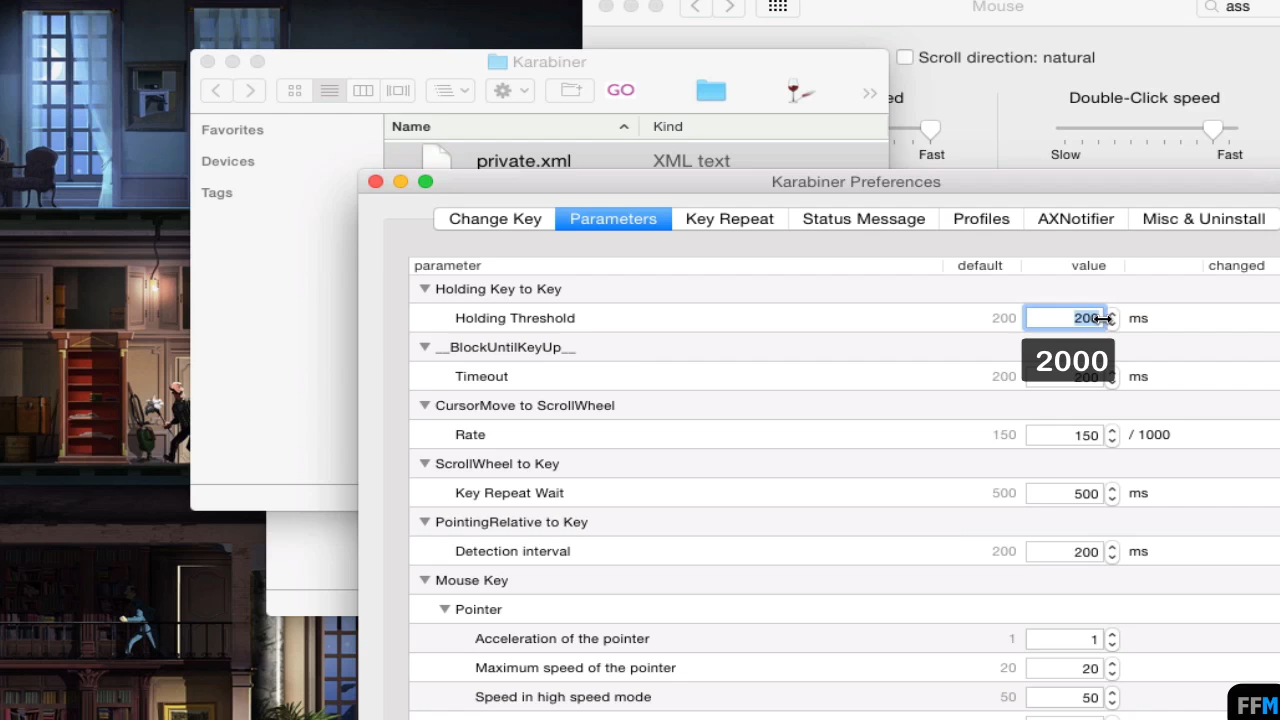 Mouse
ass
Karabiner
Scroll direction: natural
GO
ed
Double-Click speed
Favorites
Name
Kind
Fast
Slow
Fast
Devices
private.xml
XML text
Tags
Karabiner Preferences
Change Key
Parameters
Key Repeat
Status Message
Profiles
AXNotifier
Misc & Uninstall
parameter
default
value
changed
Holding Key to Key
Holding Threshold 200 200 ms
__BlockUntilKeyUp__
2000
Timeout 200 200 ms
CursorMove to ScrollWheel
Rate 150 150 / 1000
ScrollWheel to Key
Key Repeat Wait 500 500 ms
PointingRelative to Key
Detection interval 200 200 ms
Mouse Key
Pointer
Acceleration of the pointer 1 1
Maximum speed of the pointer 20 20
Speed in high speed mode 50 50
FFM